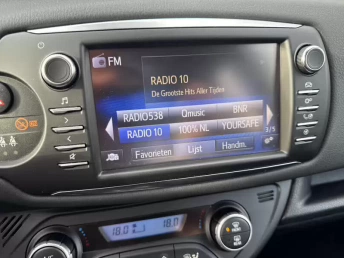 FM
RADIO 10
De Grootste Hits Aller Tijden
RADIO538 Qmusic BNR
RADIO 10 100% NL YOURSAFE
3/5
Favorieten Lijst Handm.
18.0 18.0